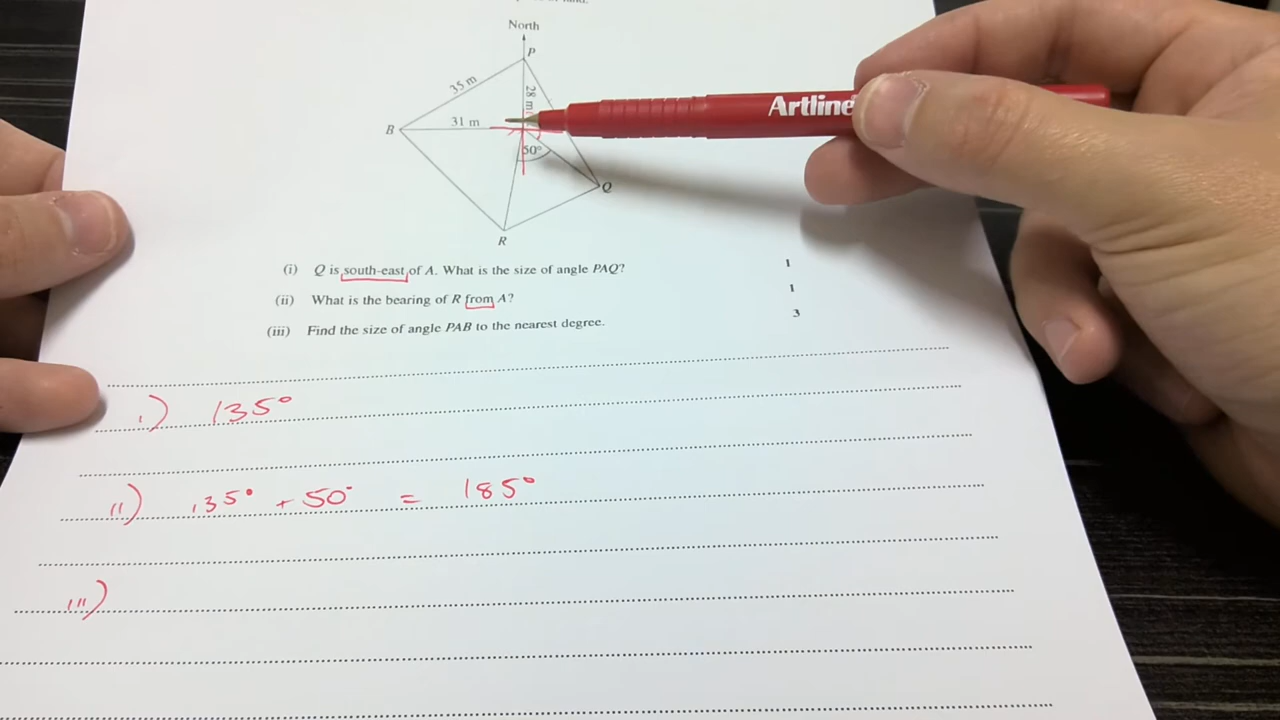 North
P
35 m
28 m
B
31 m
50°
Q
R
(i) Q is south-east of A. What is the size of angle PAQ?
1
(ii) What is the bearing of R from A?
1
(iii) Find the size of angle PAB to the nearest degree.
3
i) 135°
ii) 135° + 50° = 185°
iii)
Artline